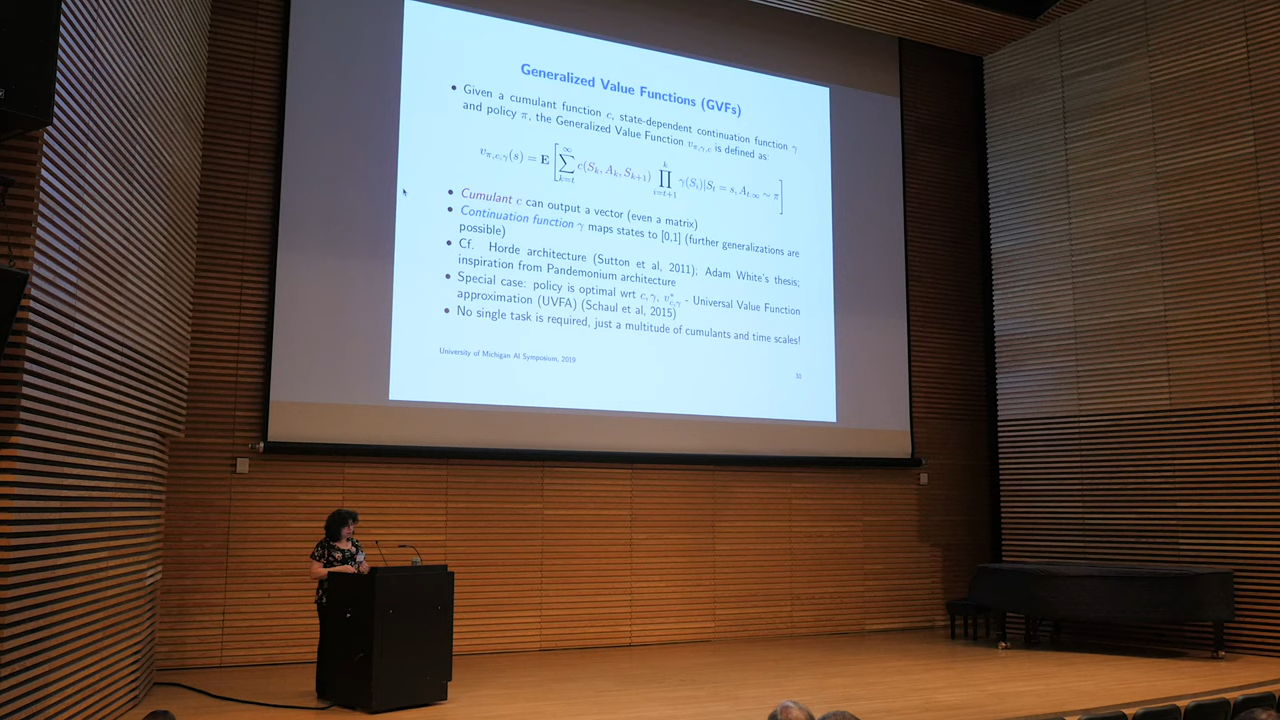 Generalized Value Functions (GVFs)
• Given a cumulant function c, state-dependent continuation function γ
and policy π, the Generalized Value Function v_{π,γ,c} is defined as:
v_{π,c,γ}(s) = E [ ∑_{k=t}^{∞} c(S_k, A_k, S_{k+1}) ∏_{i=t+1}^{k} γ(S_i)|S_t = s, A_{t:∞} ∼ π ]
• Cumulant c can output a vector (even a matrix)
• Continuation function γ maps states to [0,1] (further generalizations are
possible)
• Cf. Horde architecture (Sutton et al, 2011); Adam White's thesis;
inspiration from Pandemonium architecture
• Special case: policy is optimal wrt c, γ, v*_{c,γ} - Universal Value Function
approximation (UVFA) (Schaul et al, 2015)
• No single task is required, just a multitude of cumulants and time scales!
University of Michigan AI Symposium, 2019